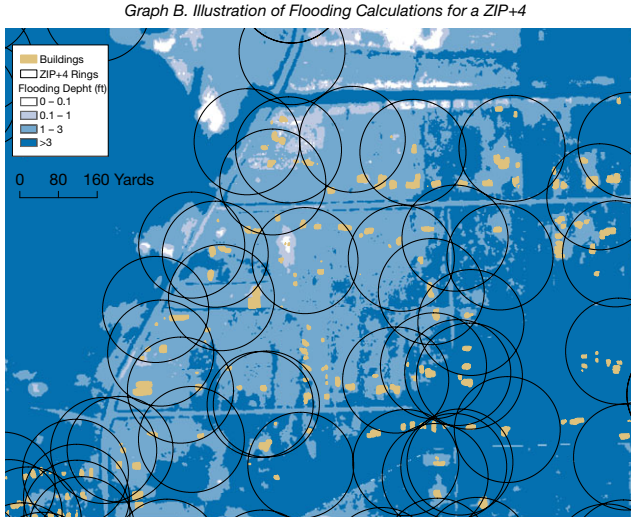 Graph B. Illustration of Flooding Calculations for a ZIP+4
Buildings
ZIP+4 Rings
Flooding Depht (ft)
0 – 0.1
0.1 – 1
1 – 3
>3
0 80 160 Yards